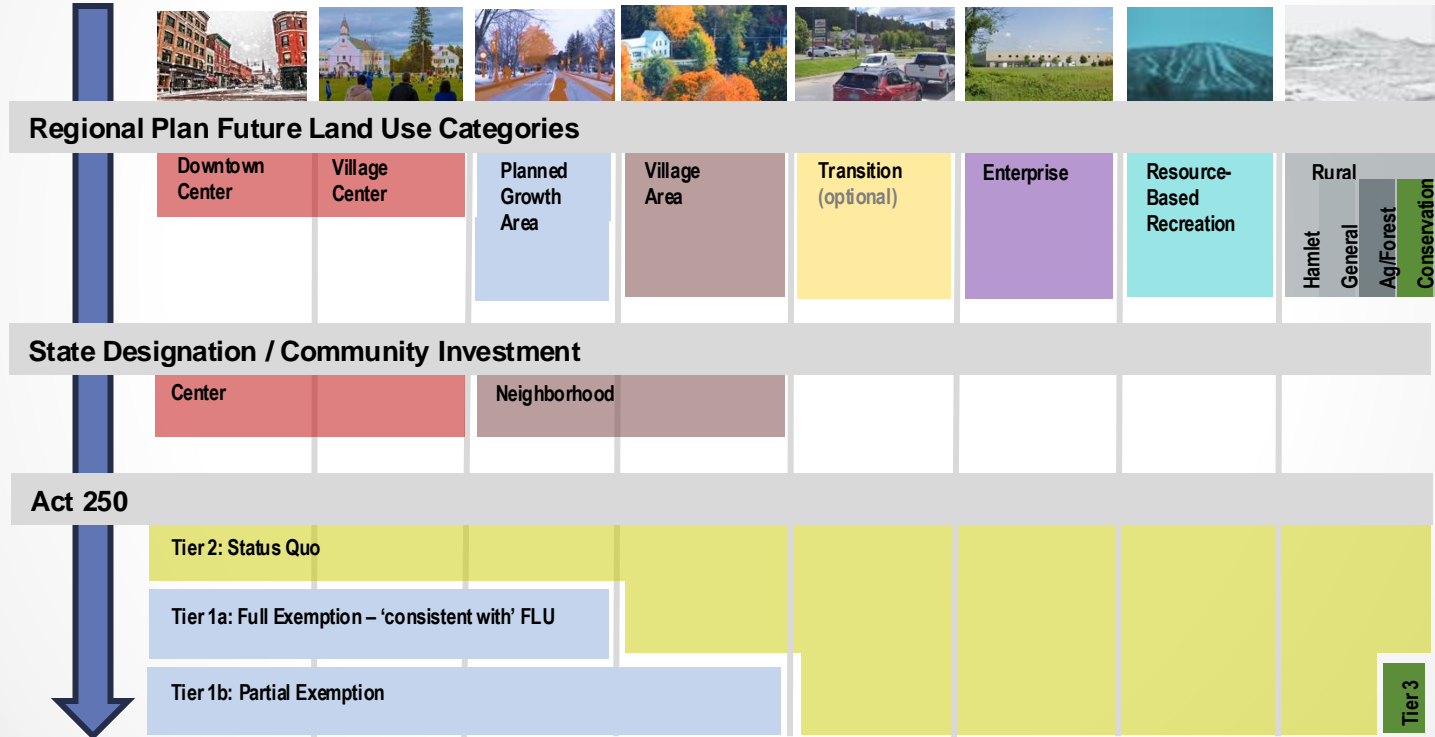 Regional Plan Future Land Use Categories
Downtown
Center
Village
Center
Planned
Growth
Area
Village
Area
Transition
(optional)
Enterprise
Resource-
Based
Recreation
Rural
Hamlet
General
Ag/Forest
Conservation
State Designation / Community Investment
Center
Neighborhood
Act 250
Tier 2: Status Quo
Tier 1a: Full Exemption – ‘consistent with’ FLU
Tier 1b: Partial Exemption
Tier 3